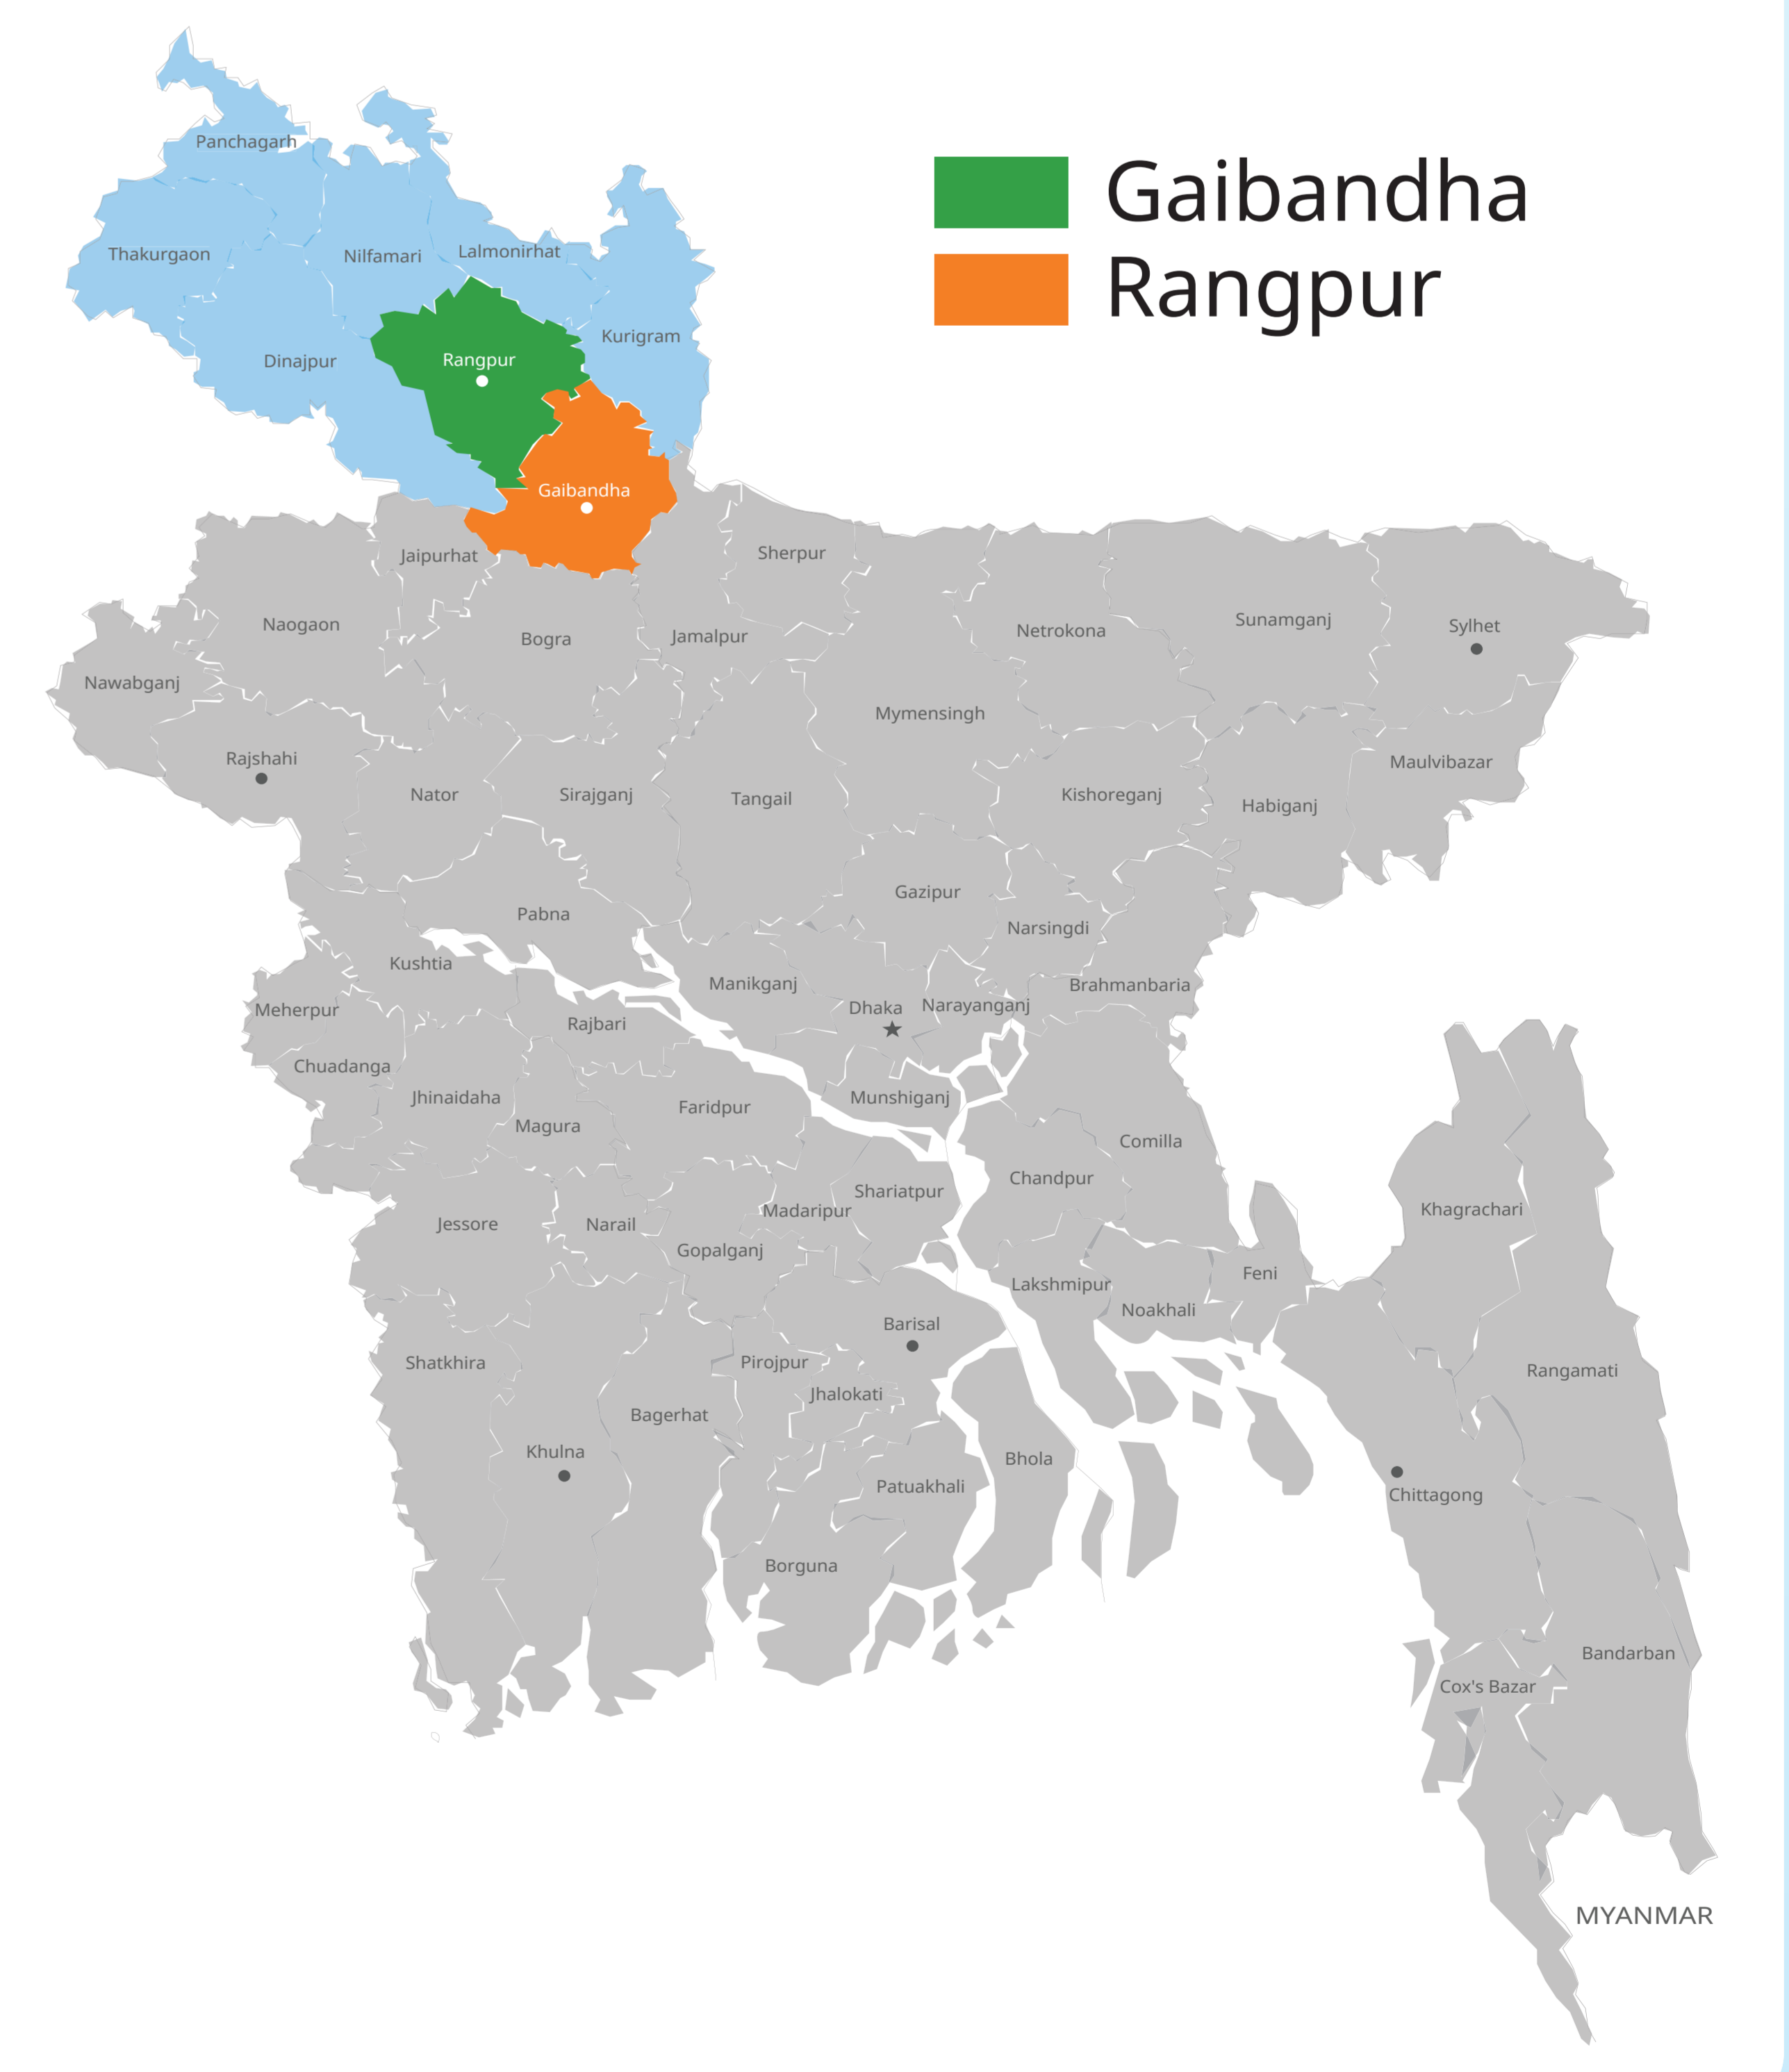 Gaibandha
Rangpur
Panchagarh
Thakurgaon
Nilfamari
Lalmonirhat
Dinajpur
Rangpur
Kurigram
Gaibandha
Jaipurhat
Sherpur
Naogaon
Bogra
Jamalpur
Netrokona
Sunamganj
Sylhet
Nawabganj
Mymensingh
Rajshahi
Nator
Sirajganj
Tangail
Kishoreganj
Habiganj
Maulvibazar
Pabna
Gazipur
Narsingdi
Kushtia
Manikganj
Dhaka
Narayanganj
Brahmanbaria
Meherpur
Rajbari
Chuadanga
Jhinaidaha
Magura
Faridpur
Munshiganj
Comilla
Chandpur
Shariatpur
Madaripur
Khagrachari
Jessore
Narail
Gopalganj
Lakshmipur
Noakhali
Feni
Barisal
Shatkhira
Pirojpur
Jhalokati
Rangamati
Bagerhat
Khulna
Bhola
Patuakhali
Chittagong
Borguna
Bandarban
Cox's Bazar
MYANMAR